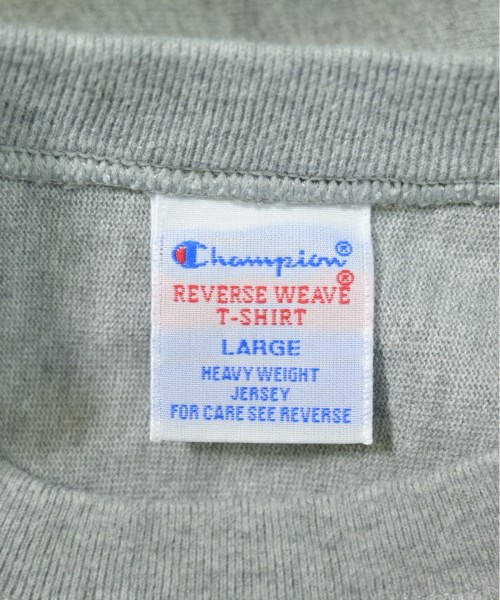 Champion®
REVERSE WEAVE®
T-SHIRT
LARGE
HEAVY WEIGHT
JERSEY
FOR CARE SEE REVERSE